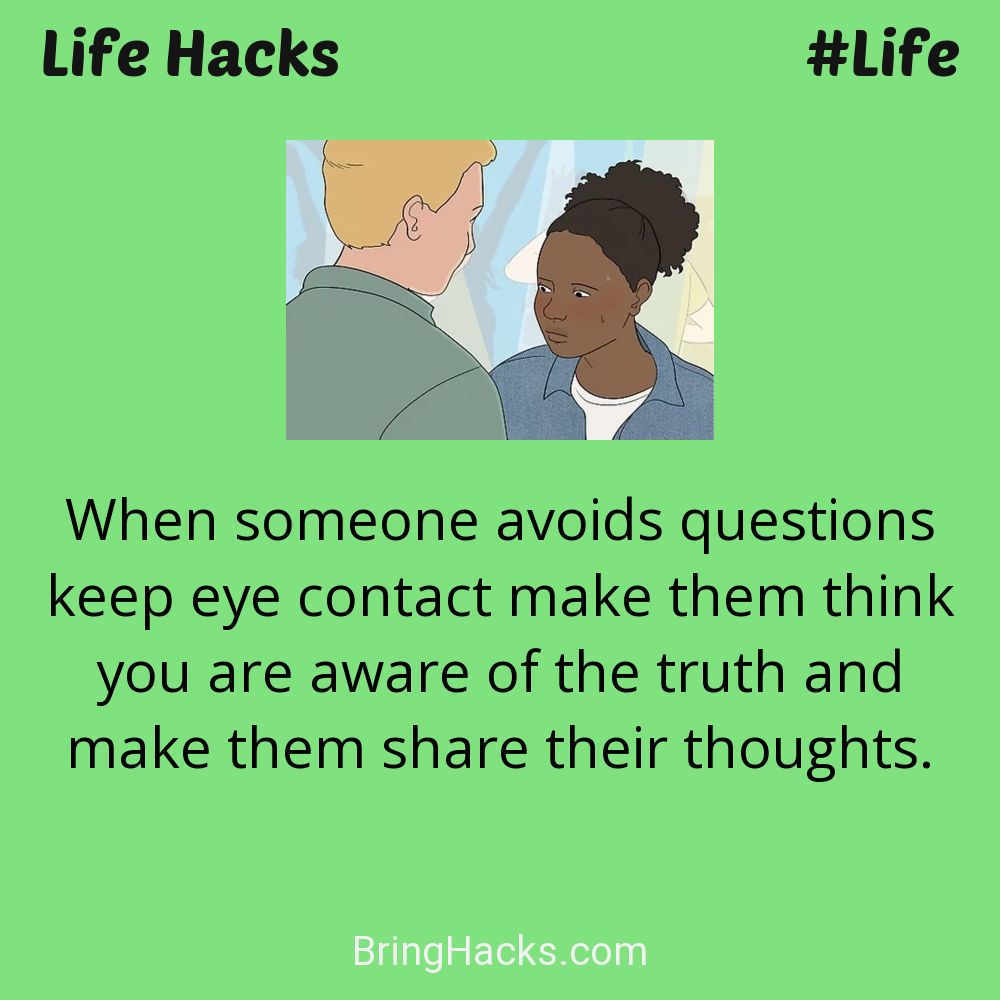 Life Hacks
#Life
When someone avoids questions
keep eye contact make them think
you are aware of the truth and
make them share their thoughts.
BringHacks.com